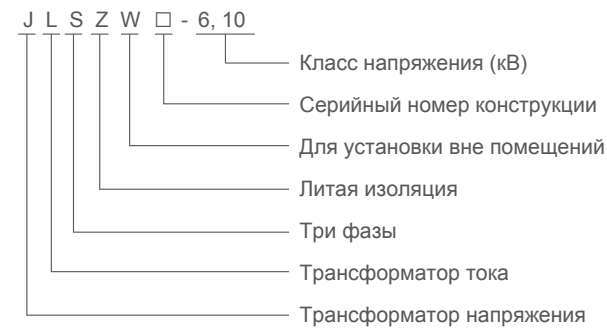 J L S Z W □ - 6, 10
Класс напряжения (кВ)
Серийный номер конструкции
Для установки вне помещений
Литая изоляция
Три фазы
Трансформатор тока
Трансформатор напряжения